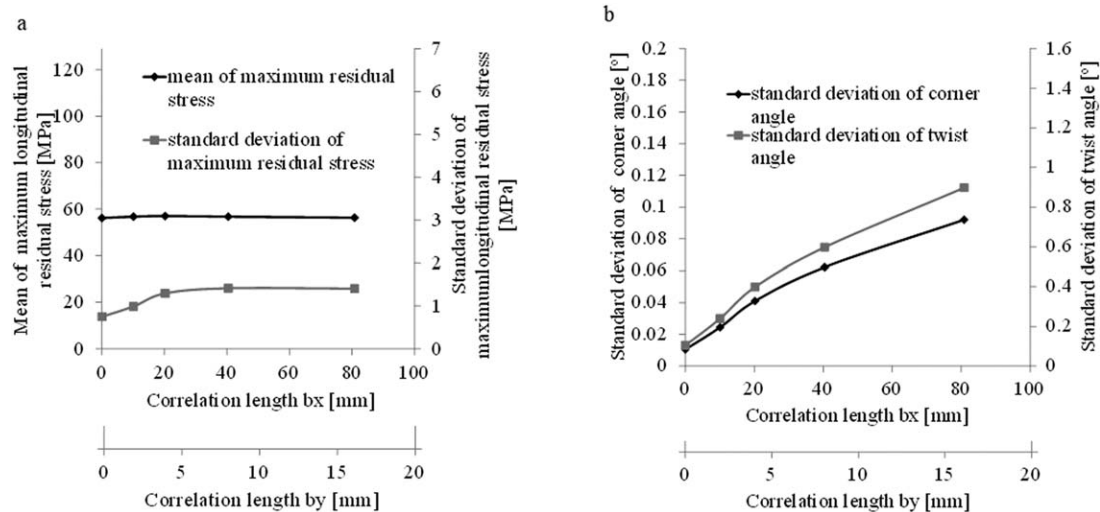 a
Mean of maximum longitudinal
residual stress [MPa]
120
100
80
60
40
20
0
mean of maximum residual
stress
standard deviation of
maximum residual stress
7
6
5
4
3
2
1
0
Standard deviation of
maximumlongitudinal residual stress
[MPa]
0 20 40 60 80 100
Correlation length bx [mm]
0 5 10 15 20
Correlation length by [mm]
b
Standard deviation of corner
angle [°]
0.2
0.18
0.16
0.14
0.12
0.1
0.08
0.06
0.04
0.02
0
standard deviation of corner
angle
standard deviation of twist
angle
1.6
1.4
1.2
1
0.8
0.6
0.4
0.2
0
Standard deviation of twist angle [°]
0 20 40 60 80 100
Correlation length bx [mm]
0 5 10 15 20
Correlation length by [mm]